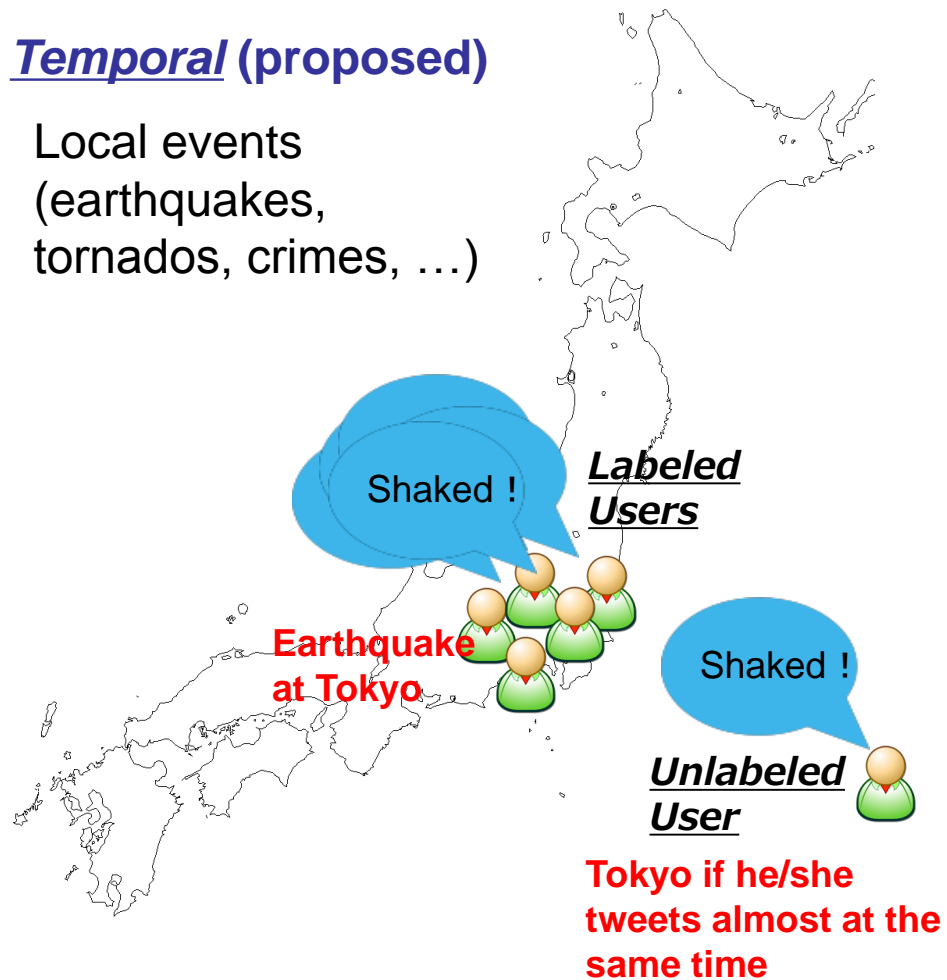 Temporal (proposed)
Local events
(earthquakes,
tornados, crimes, …)
Shaked！
Labeled
Users
Earthquake
at Tokyo
Shaked！
Unlabeled
User
Tokyo if he/she
tweets almost at the
same time